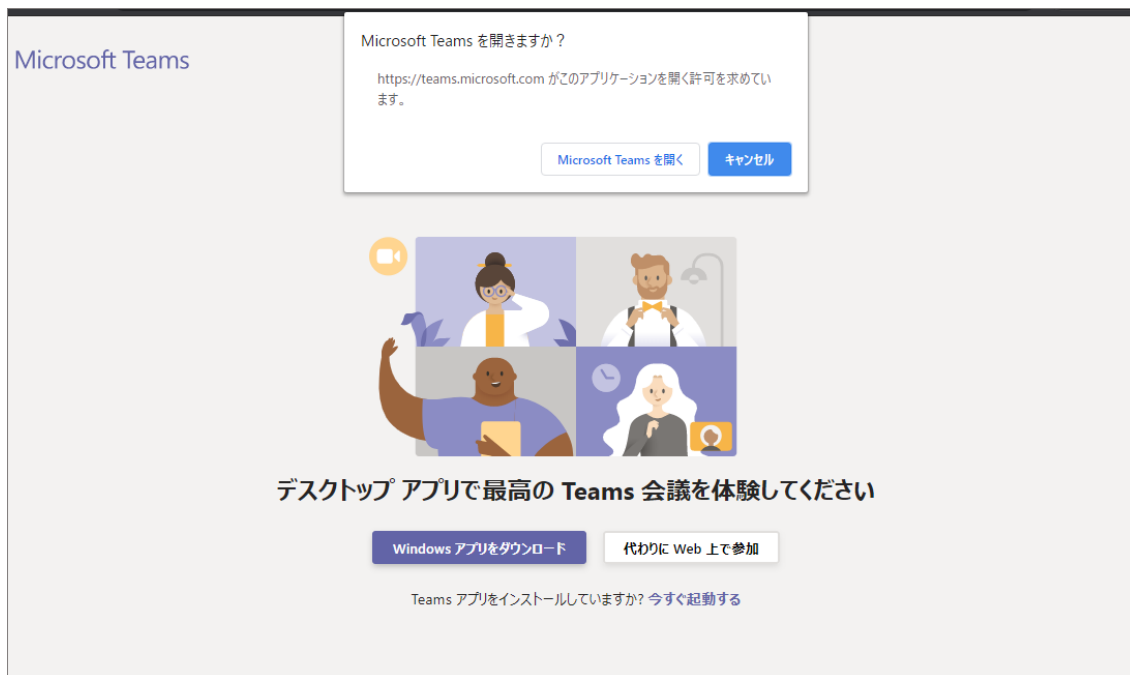 Microsoft Teams を開きますか？
Microsoft Teams
https://teams.microsoft.com がこのアプリケーションを開く許可を求めてい
ます。
Microsoft Teams を開く
キャンセル
デスクトップ アプリで最高の Teams 会議を体験してください
Windows アプリをダウンロード
代わりに Web 上で参加
Teams アプリをインストールしていますか? 今すぐ起動する